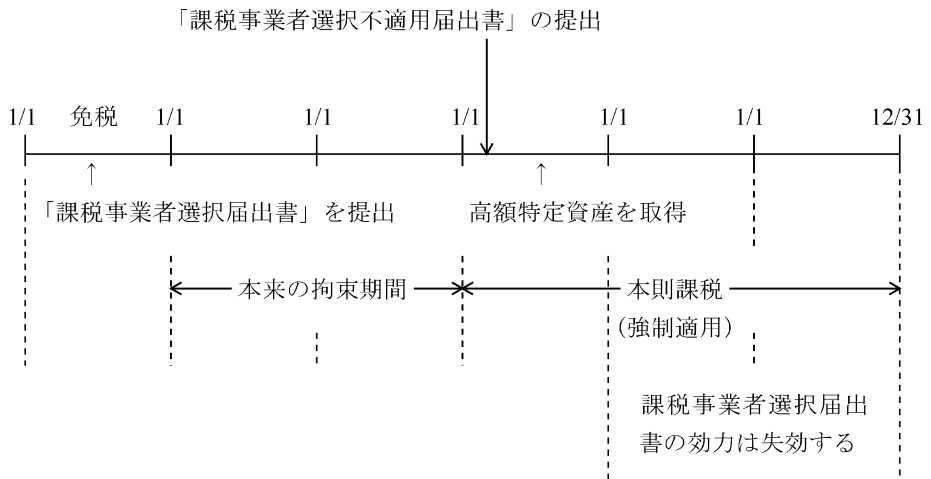 「課税事業者選択不適用届出書」の提出
1/1 免税 1/1 1/1 1/1 1/1 1/1 12/31
「課税事業者選択届出書」を提出 高額特定資産を取得
本来の拘束期間 本則課税
（強制適用）
課税事業者選択届出
書の効力は失効する